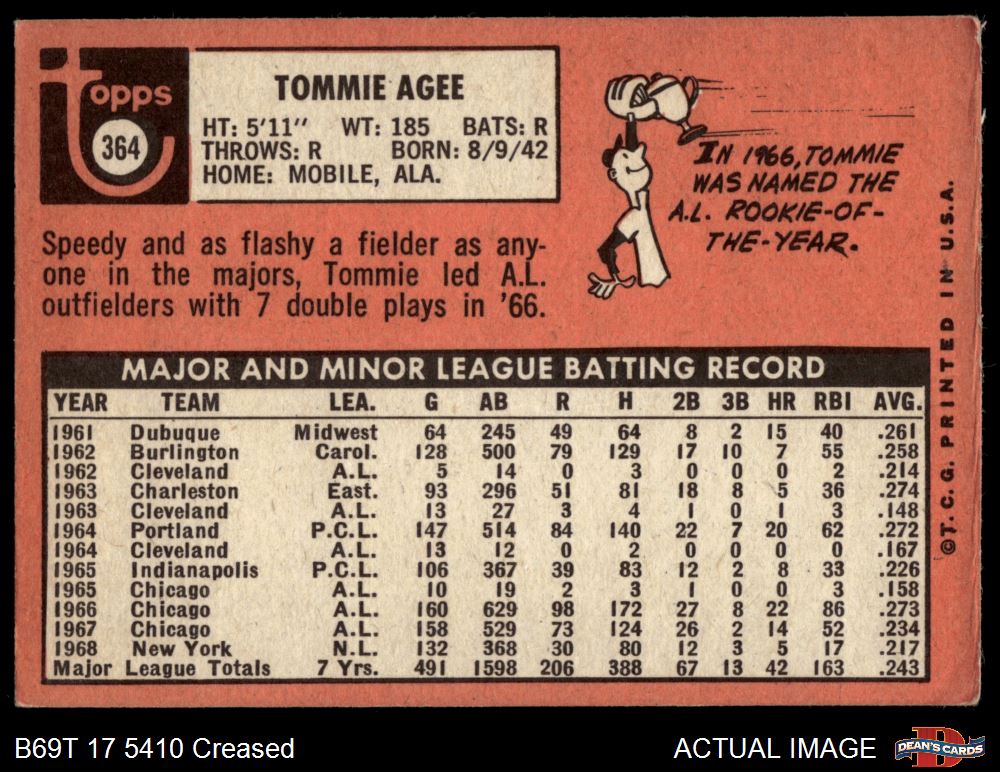 topps
364
TOMMIE AGEE
HT: 5'11" WT: 185 BATS: R
THROWS: R BORN: 8/9/42
HOME: MOBILE, ALA.
IN 1966, TOMMIE
WAS NAMED THE
A.L. ROOKIE-OF-
THE-YEAR.
Speedy and as flashy a fielder as any-
one in the majors, Tommie led A.L.
outfielders with 7 double plays in '66.
MAJOR AND MINOR LEAGUE BATTING RECORD
YEAR TEAM LEA. G AB R H 2B 3B HR RBI AVG.
1961 Dubuque Midwest 64 245 49 64 8 2 15 40 .261
1962 Burlington Carol. 128 500 79 129 17 10 7 55 .258
1962 Cleveland A.L. 5 14 0 3 0 0 0 2 .214
1963 Charleston East. 93 296 51 81 18 8 5 36 .274
1963 Cleveland A.L. 13 27 3 4 1 0 1 3 .148
1964 Portland P.C.L. 147 514 84 140 22 7 20 62 .272
1964 Cleveland A.L. 13 12 0 2 0 0 0 0 .167
1965 Indianapolis P.C.L. 106 367 39 83 12 2 8 33 .226
1965 Chicago A.L. 10 19 2 3 1 0 0 3 .158
1966 Chicago A.L. 160 629 98 172 27 8 22 86 .273
1967 Chicago A.L. 158 529 73 124 26 2 14 52 .234
1968 New York N.L. 132 368 30 80 12 3 5 17 .217
Major League Totals 7 Yrs. 491 1598 206 388 67 13 42 163 .243
©T. C. G. PRINTED IN U.S.A.
B69T 17 5410 Creased
ACTUAL IMAGE
D
DEAN'S CARDS